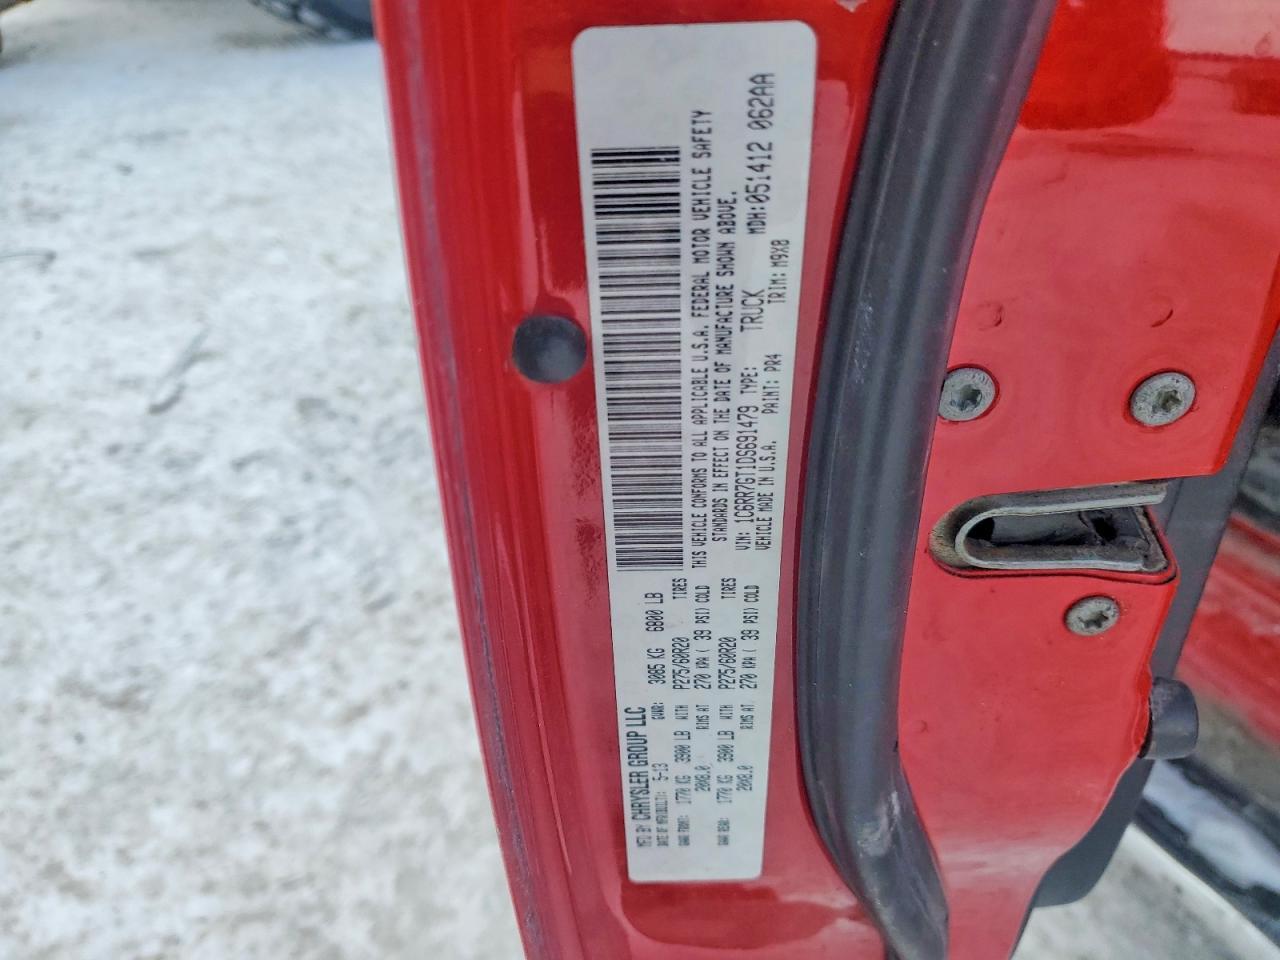 MFD BY CHRYSLER GROUP LLC
DATE OF MFR(BUILT): 5-13 GVWR: 3085 KG 6800 LB
GAWR FRONT: 1770 KG 3900 LB WITH P275/60R20 TIRES
20X8.0 RIMS AT 270 KPA ( 39 PSI) COLD
GAWR REAR: 1770 KG 3900 LB WITH P275/60R20 TIRES
20X8.0 RIMS AT 270 KPA ( 39 PSI) COLD
THIS VEHICLE CONFORMS TO ALL APPLICABLE U.S.A. FEDERAL MOTOR VEHICLE SAFETY
STANDARDS IN EFFECT ON THE DATE OF MANUFACTURE SHOWN ABOVE.
VIN: 1C6RR7GT1DS691479 TYPE: TRUCK MDH:051412 062AA
VEHICLE MADE IN U.S.A. PAINT: PR4 TRIM: M9X8